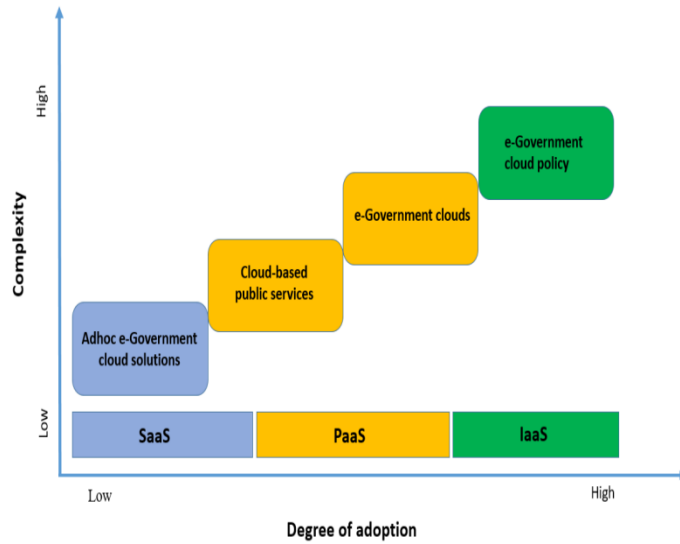 High
e-Government
cloud policy
e-Government clouds
Complexity
Cloud-based
public services
Adhoc e-Government
cloud solutions
Low
SaaS
PaaS
IaaS
Low
High
Degree of adoption